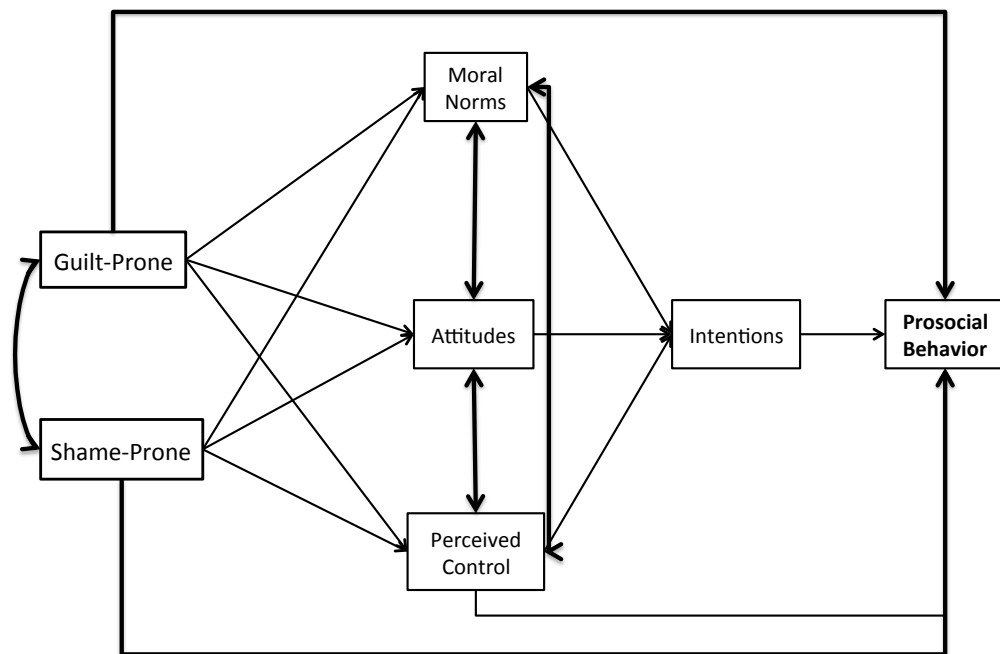 Moral
Norms
Guilt-Prone
Attitudes
Intentions
Prosocial
Behavior
Shame-Prone
Perceived
Control